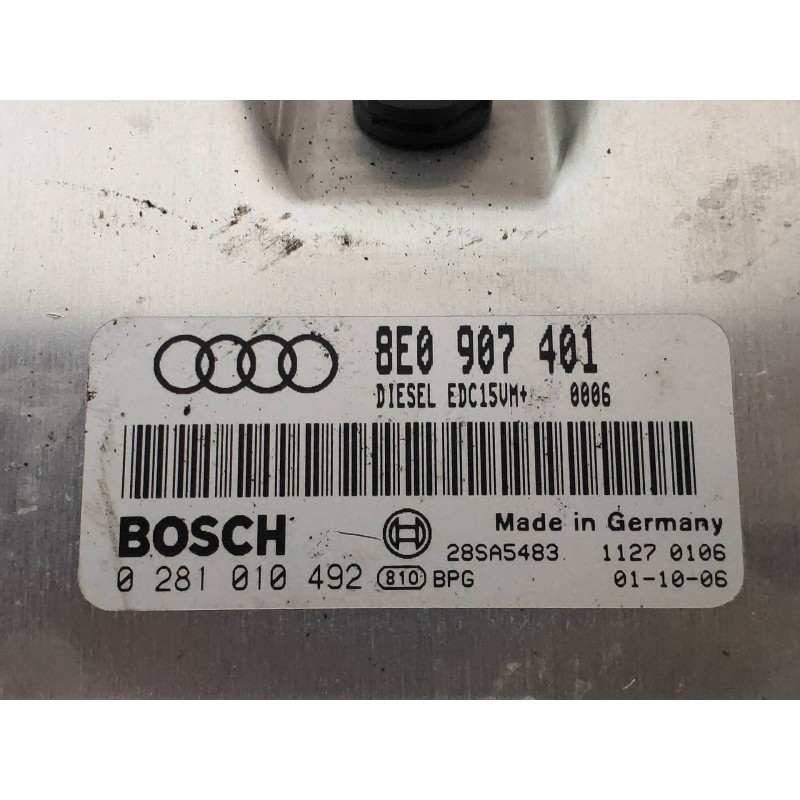 8E0 907 401
DIESEL EDC15VM+ 0006
BOSCH Made in Germany
28SA5483 1127 0106
0 281 010 492 810 BPG 01-10-06